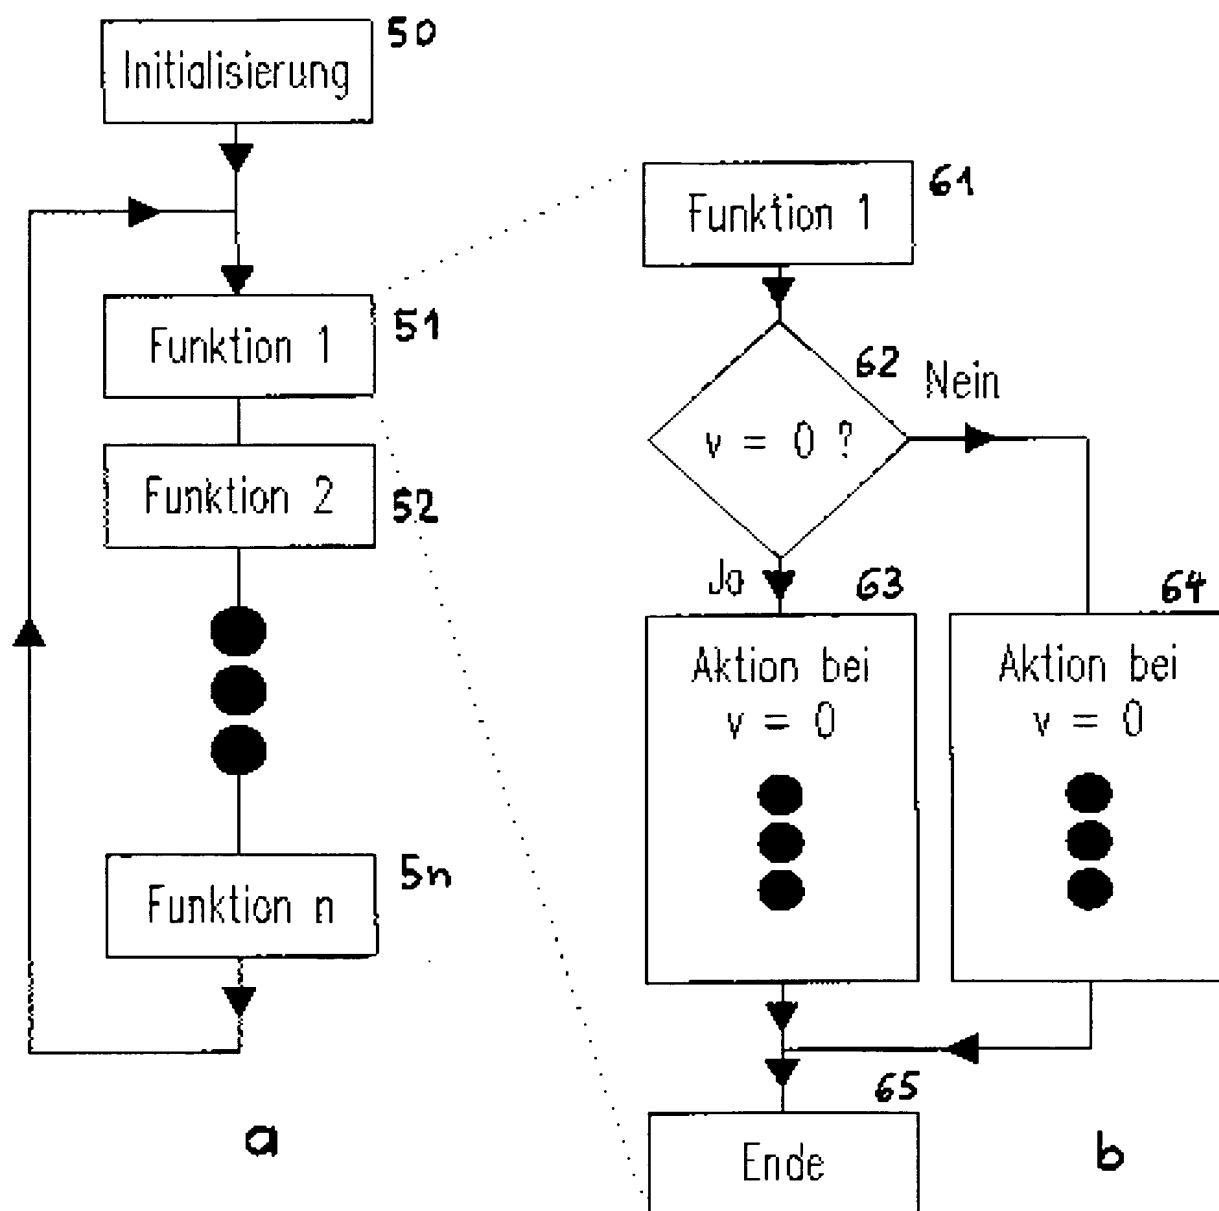 50
Initialisierung
Funktion 1
51
Funktion 2
52
Funktion n
5n
a
61
Funktion 1
62
Nein
v = 0 ?
Ja
63
Aktion bei
v = 0
64
Aktion bei
v = 0
65
Ende
b